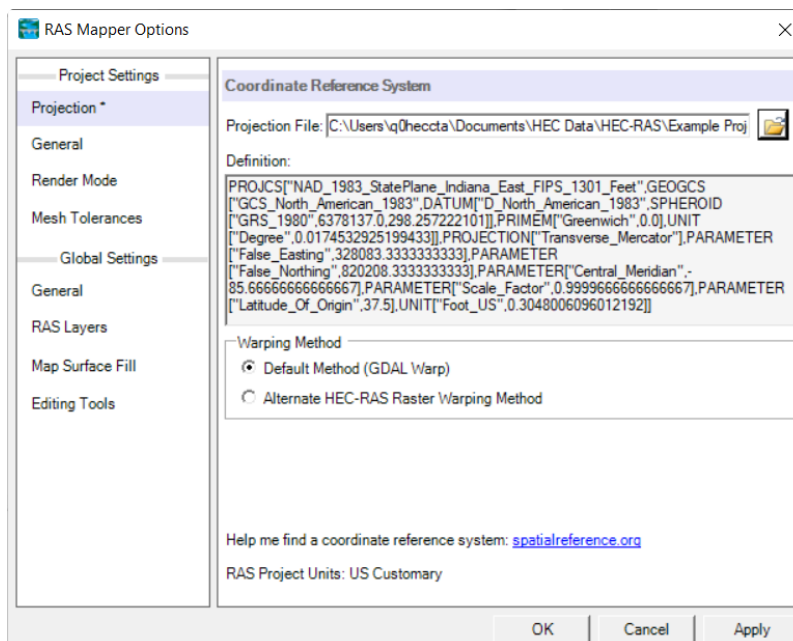 RAS Mapper Options
Project Settings
Projection *
General
Render Mode
Mesh Tolerances
Global Settings
General
RAS Layers
Map Surface Fill
Editing Tools
Coordinate Reference System
Projection File: C:\Users\q0heccta\Documents\HEC Data\HEC-RAS\Example Proj
Definition:
PROJCS["NAD_1983_StatePlane_Indiana_East_FIPS_1301_Feet",GEOGCS
["GCS_North_American_1983",DATUM["D_North_American_1983",SPHEROID
["GRS_1980",6378137.0,298.257222101]],PRIMEM["Greenwich",0.0],UNIT
["Degree",0.0174532925199433]],PROJECTION["Transverse_Mercator"],PARAMETER
["False_Easting",328083.3333333333],PARAMETER
["False_Northing",820208.3333333333],PARAMETER["Central_Meridian",-
85.66666666666667],PARAMETER["Scale_Factor",0.9999666666666667],PARAMETER
["Latitude_Of_Origin",37.5],UNIT["Foot_US",0.3048006096012192]]
Warping Method
Default Method (GDAL Warp)
Alternate HEC-RAS Raster Warping Method
Help me find a coordinate reference system: spatialreference.org
RAS Project Units: US Customary
OK
Cancel
Apply